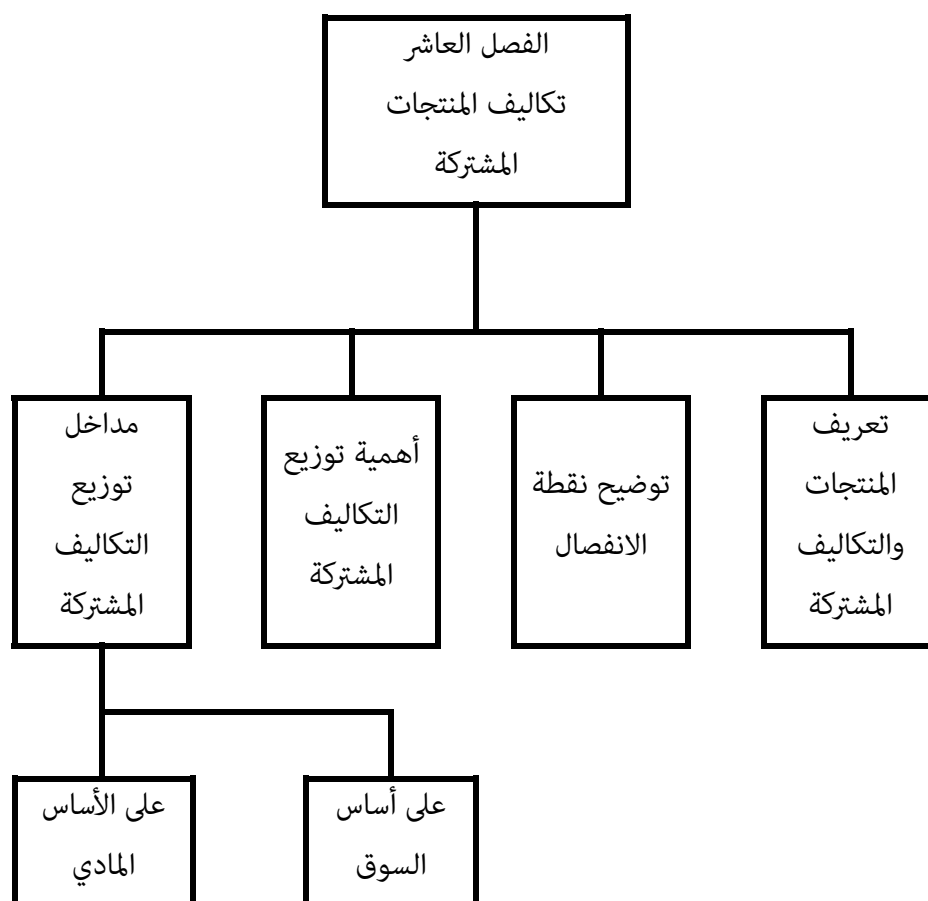 الفصل العاشر
تكاليف المنتجات
المشتركة
تعريف
المنتجات
والتكاليف
المشتركة
توضيح نقطة
الانفصال
أهمية توزيع
التكاليف
المشتركة
مداخل
توزيع
التكاليف
المشتركة
على أساس
السوق
على الأساس
المادي